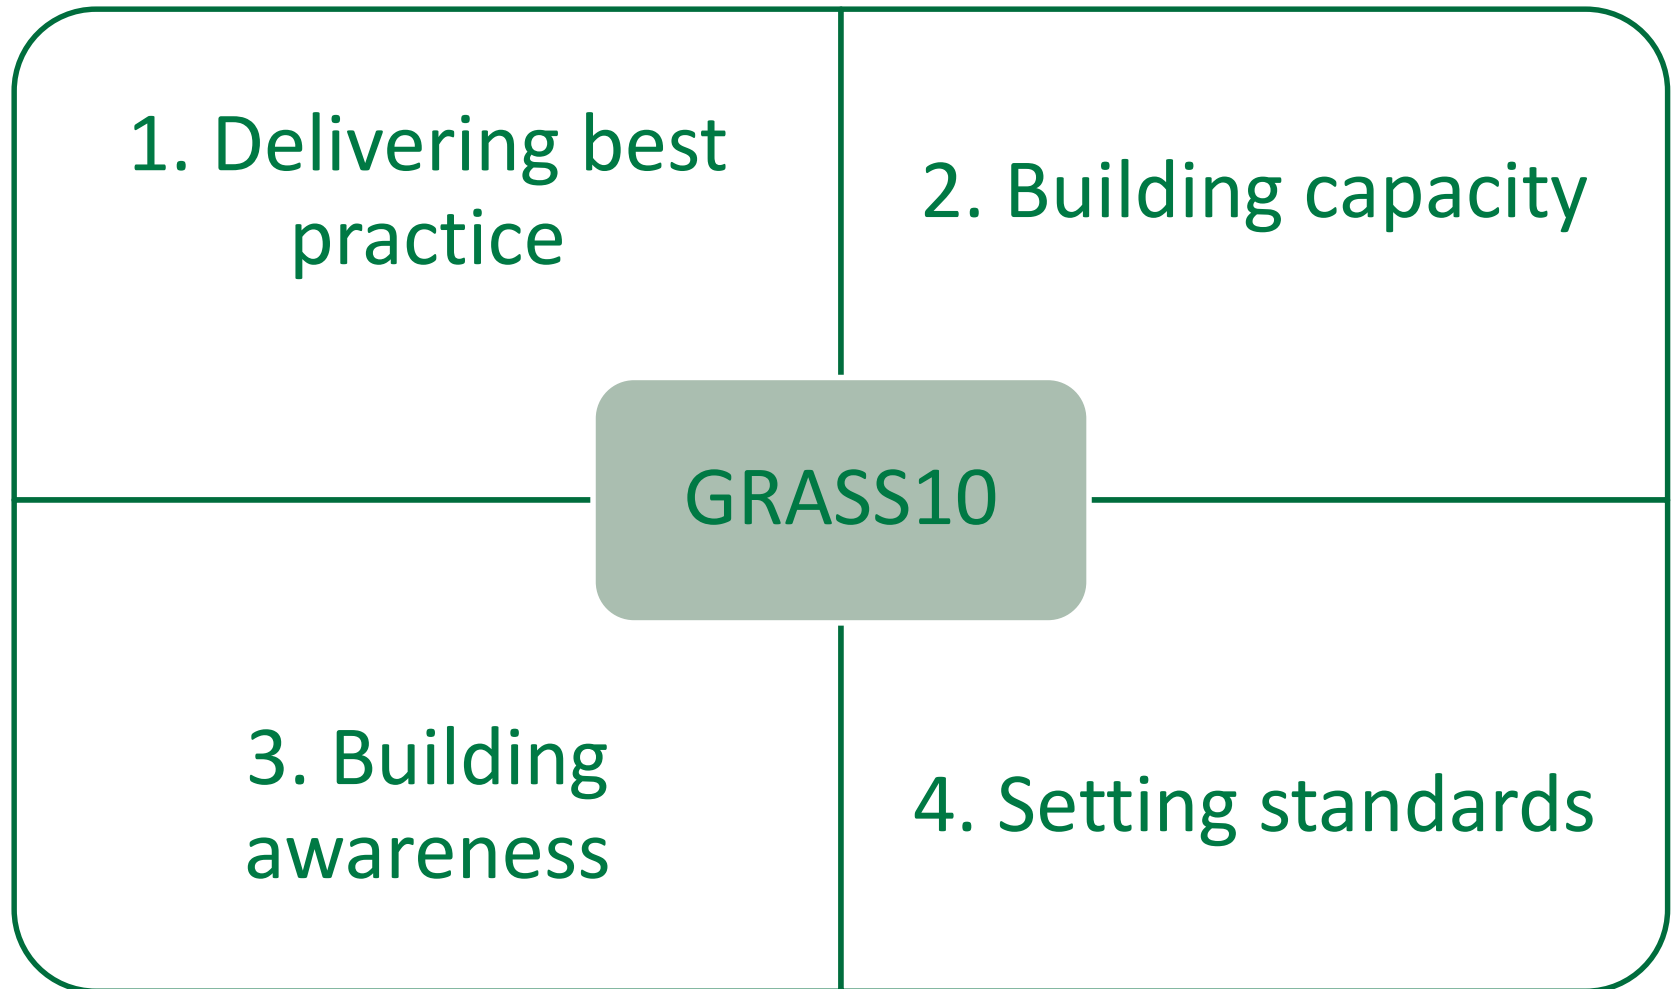 1. Delivering best
practice
2. Building capacity
GRASS10
3. Building
awareness
4. Setting standards